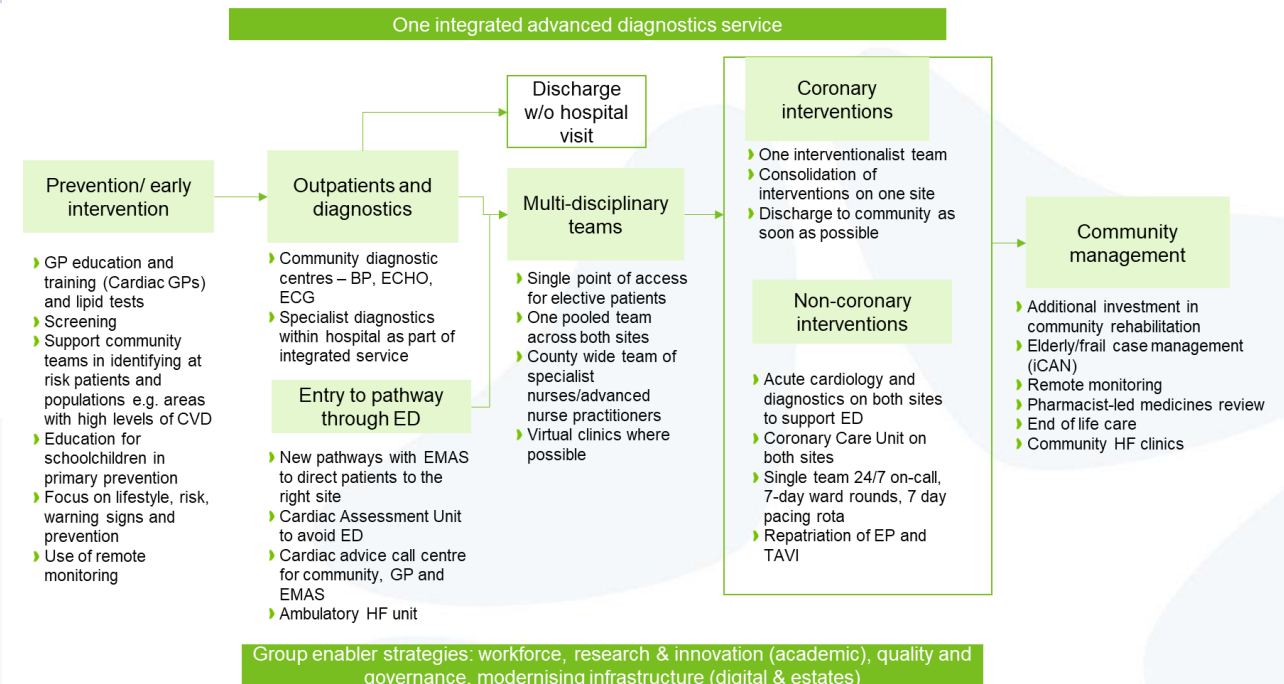 One integrated advanced diagnostics service
Discharge
w/o hospital
visit
Prevention/ early
intervention
GP education and
training (Cardiac GPs)
and lipid tests
Screening
Support community
teams in identifying at
risk patients and
populations e.g. areas
with high levels of CVD
Education for
schoolchildren in
primary prevention
Focus on lifestyle, risk,
warning signs and
prevention
Use of remote
monitoring
Outpatients and
diagnostics
Community diagnostic
centres – BP, ECHO,
ECG
Specialist diagnostics
within hospital as part of
integrated service
Entry to pathway
through ED
New pathways with EMAS
to direct patients to the
right site
Cardiac Assessment Unit
to avoid ED
Cardiac advice call centre
for community, GP and
EMAS
Ambulatory HF unit
Multi-disciplinary
teams
Single point of access
for elective patients
One pooled team
across both sites
County wide team of
specialist
nurses/advanced
nurse practitioners
Virtual clinics where
possible
Coronary
interventions
One interventionalist team
Consolidation of
interventions on one site
Discharge to community as
soon as possible
Non-coronary
interventions
Acute cardiology and
diagnostics on both sites
to support ED
Coronary Care Unit on
both sites
Single team 24/7 on-call,
7-day ward rounds, 7 day
pacing rota
Repatriation of EP and
TAVI
Community
management
Additional investment in
community rehabilitation
Elderly/frail case management
(iCAN)
Remote monitoring
Pharmacist-led medicines review
End of life care
Community HF clinics
Group enabler strategies: workforce, research & innovation (academic), quality and
governance, modernising infrastructure (digital & estates)